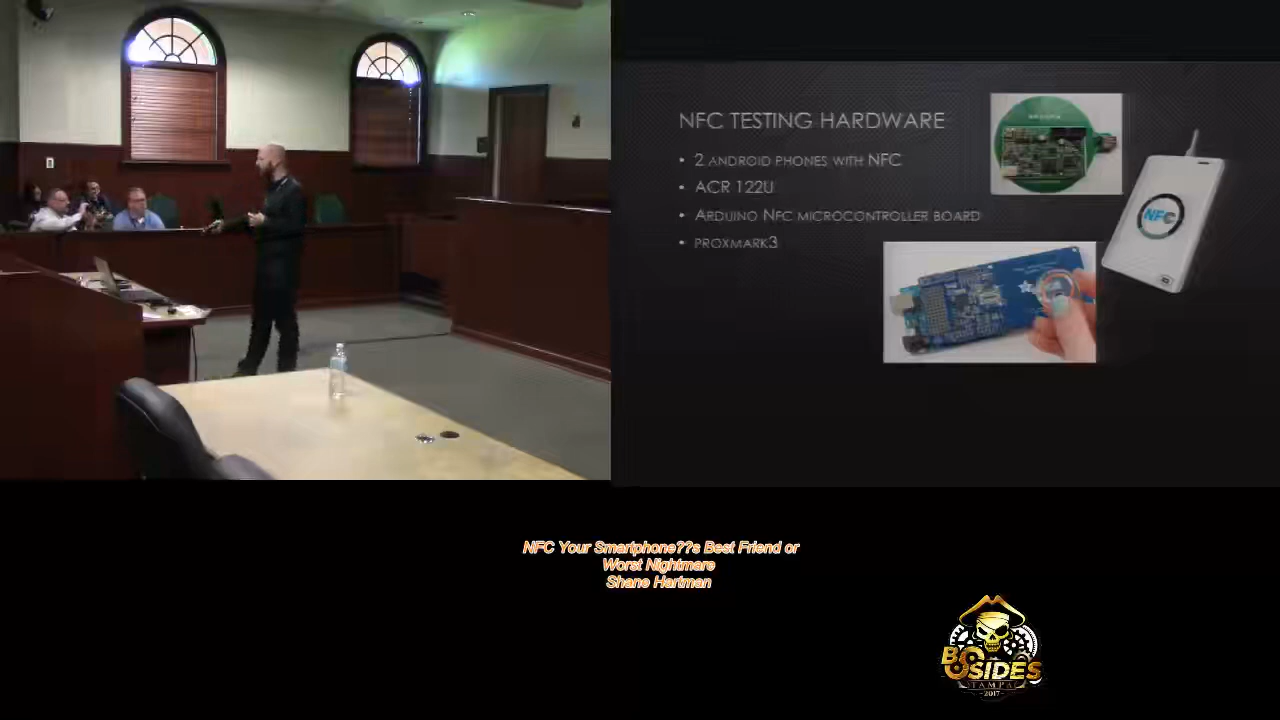 NFC TESTING HARDWARE
• 2 ANDROID PHONES WITH NFC
• ACR 122U
• ARDUINO NFC MICROCONTROLLER BOARD
• PROXMARK3
NFC
NFC Your Smartphone??s Best Friend or
Worst Nightmare
Shane Hartman
BSIDES
TAMPA
-2017-